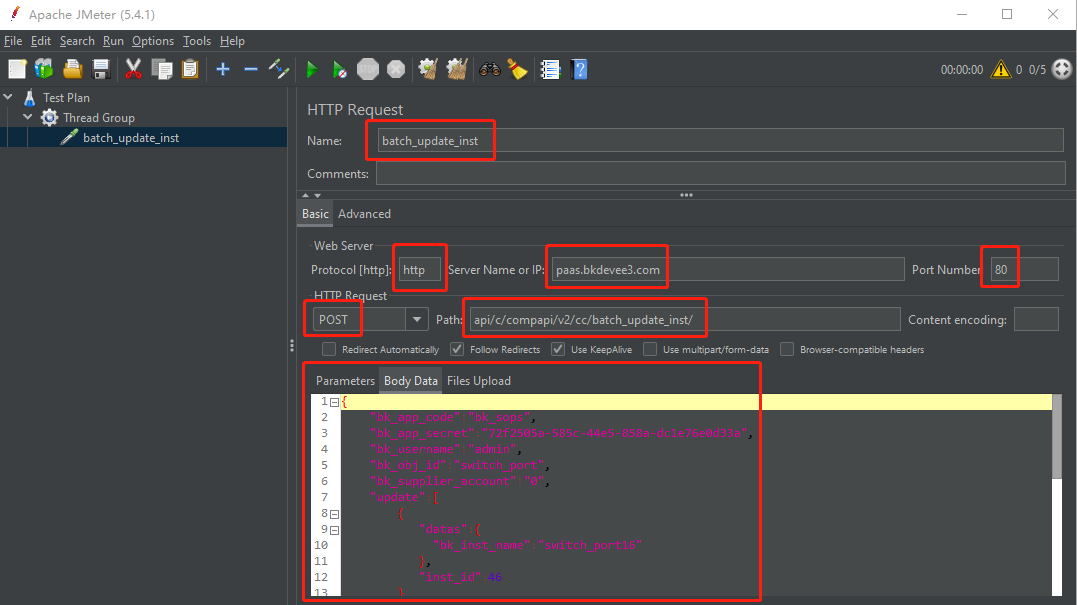 Apache JMeter (5.4.1)
File Edit Search Run Options Tools Help
00:00:00 0 0/5
Test Plan
Thread Group
batch_update_inst
HTTP Request
Name: batch_update_inst
Comments:
Basic Advanced
Web Server
Protocol [http]: http Server Name or IP: paas.bkdevee3.com Port Number 80
HTTP Request
POST Path: api/c/compapi/v2/cc/batch_update_inst/ Content encoding:
Redirect Automatically Follow Redirects Use KeepAlive Use multipart/form-data Browser-compatible headers
Parameters Body Data Files Upload
1 {
2 "bk_app_code":"bk_sops",
3 "bk_app_secret":"72f2505a-585c-44c5-858a-dc1e76e0d33a",
4 "bk_username":"admin",
5 "bk_obj_id":"switch_port",
6 "bk_supplier_account":"0",
7 "update":[
8 {
9 "datas":{
10 "bk_inst_name":"switch_port16"
11 },
12 "inst_id":46
13 }